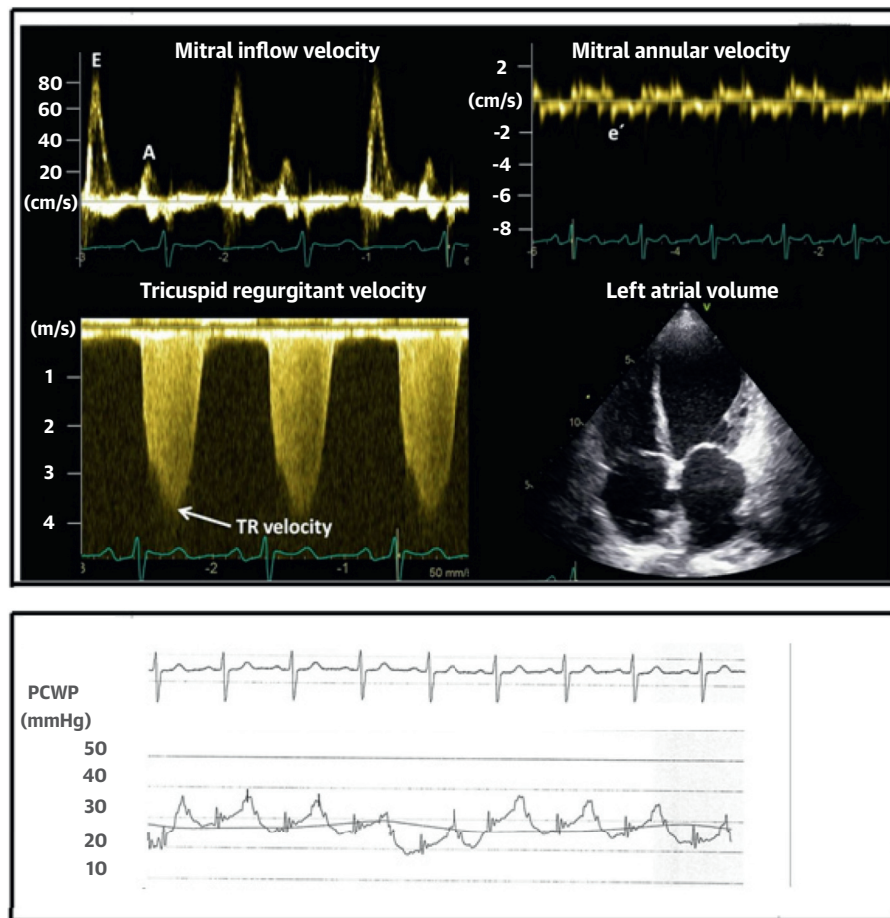 Mitral inflow velocity
E
A
80
60
40
20
(cm/s)
-3
-2
-1
Mitral annular velocity
2
(cm/s)
-2
-4
-6
-8
e´
-6
-4
-2
Tricuspid regurgitant velocity
(m/s)
1
2
3
4
TR velocity
-2
-1
50 mm/s
Left atrial volume
V
5
10
5
PCWP
(mmHg)
50
40
30
20
10